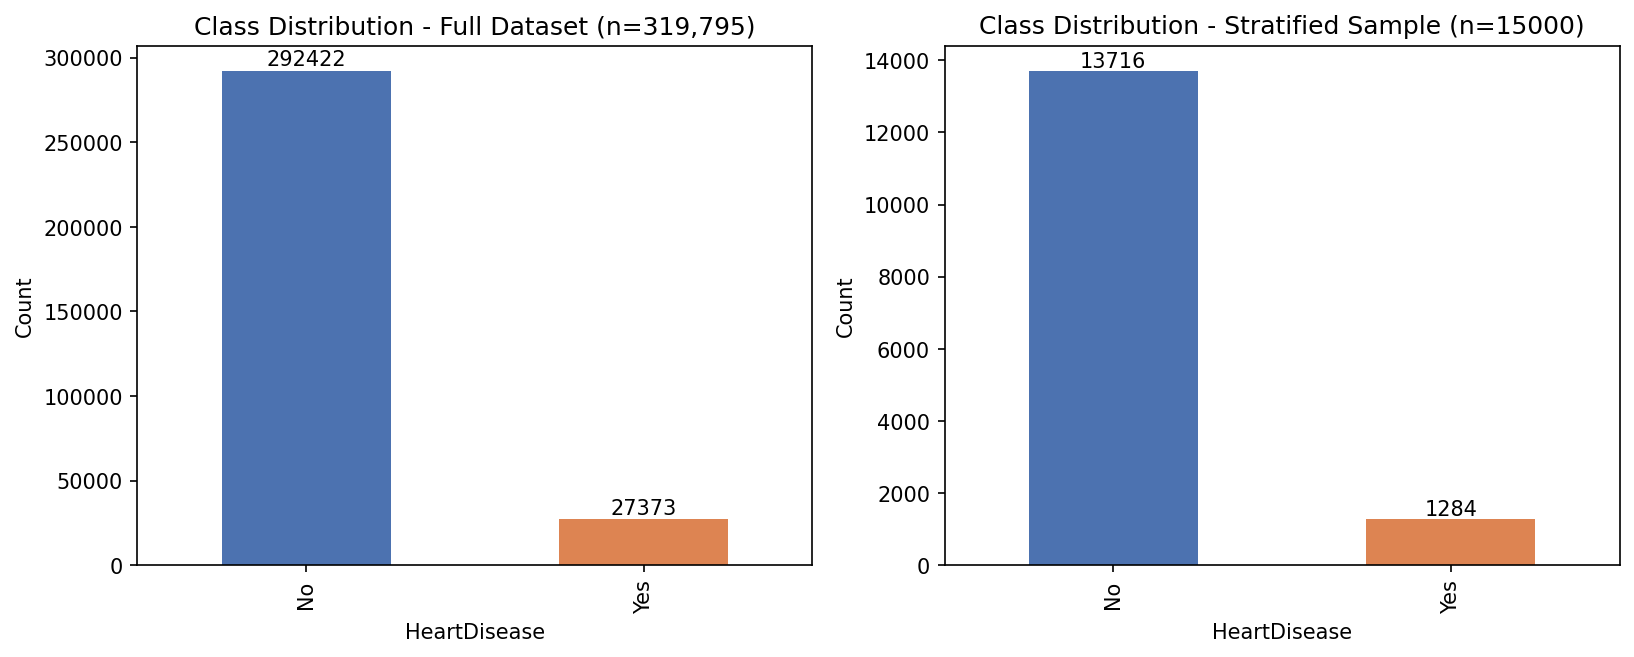 Class Distribution - Full Dataset (n=319,795)
300000
250000
200000
150000
100000
50000
0
Count
292422
27373
No
Yes
HeartDisease
Class Distribution - Stratified Sample (n=15000)
14000
12000
10000
8000
6000
4000
2000
0
Count
13716
1284
No
Yes
HeartDisease